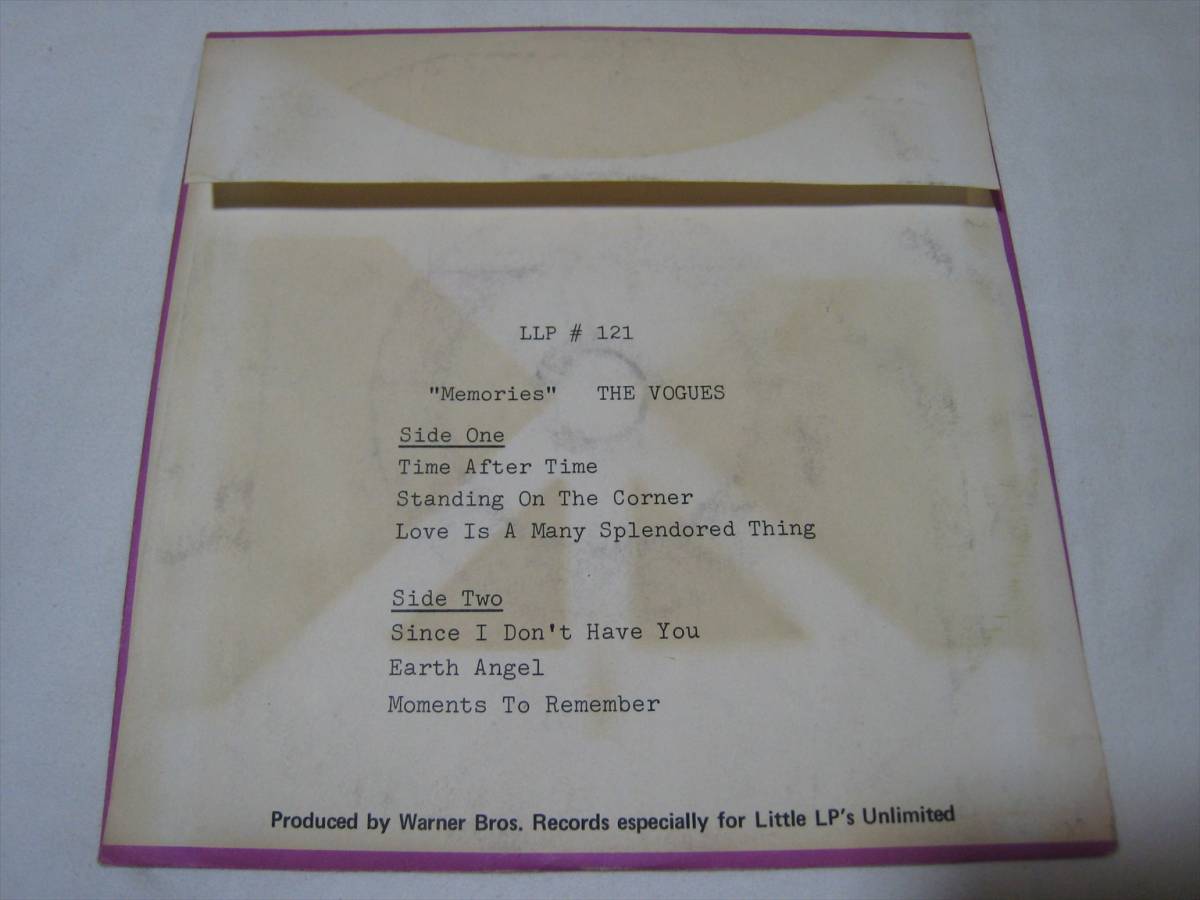 LLP # 121
"Memories" THE VOGUES
Side One
Time After Time
Standing On The Corner
Love Is A Many Splendored Thing
Side Two
Since I Don't Have You
Earth Angel
Moments To Remember
Produced by Warner Bros. Records especially for Little LP's Unlimited